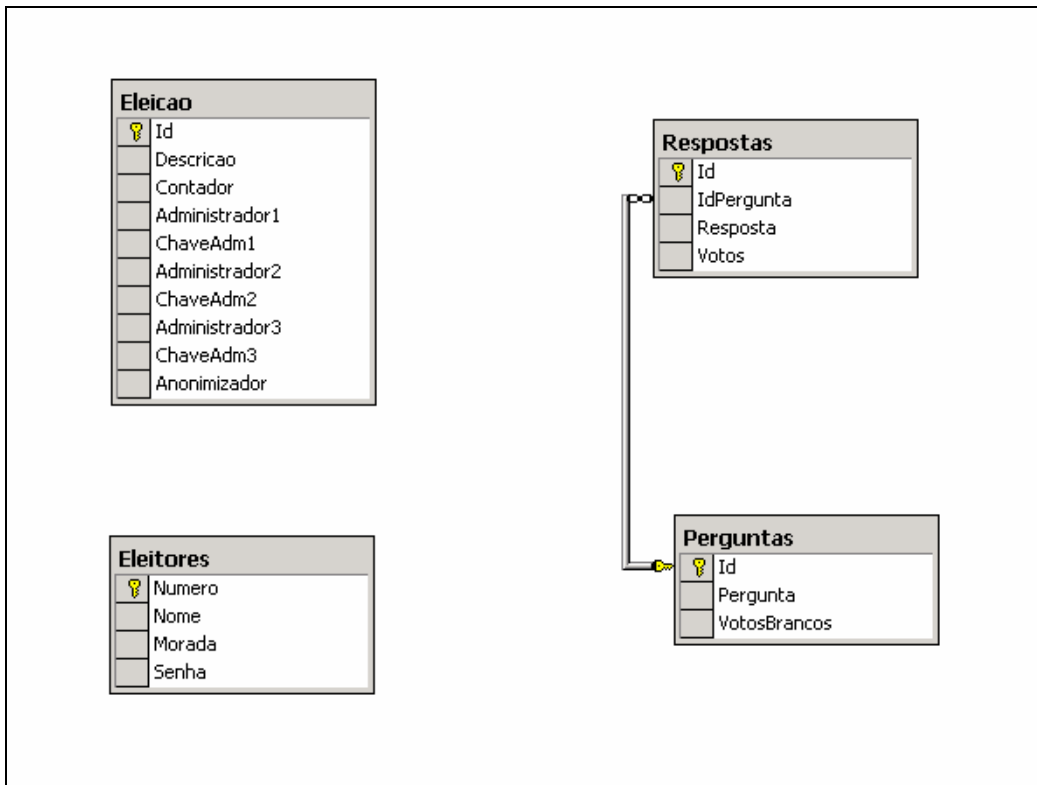 Eleicao
Id
Descricao
Contador
Administrador1
ChaveAdm1
Administrador2
ChaveAdm2
Administrador3
ChaveAdm3
Anonimizador
Respostas
Id
IdPergunta
Resposta
Votos
Eleitores
Numero
Nome
Morada
Senha
Perguntas
Id
Pergunta
VotosBrancos